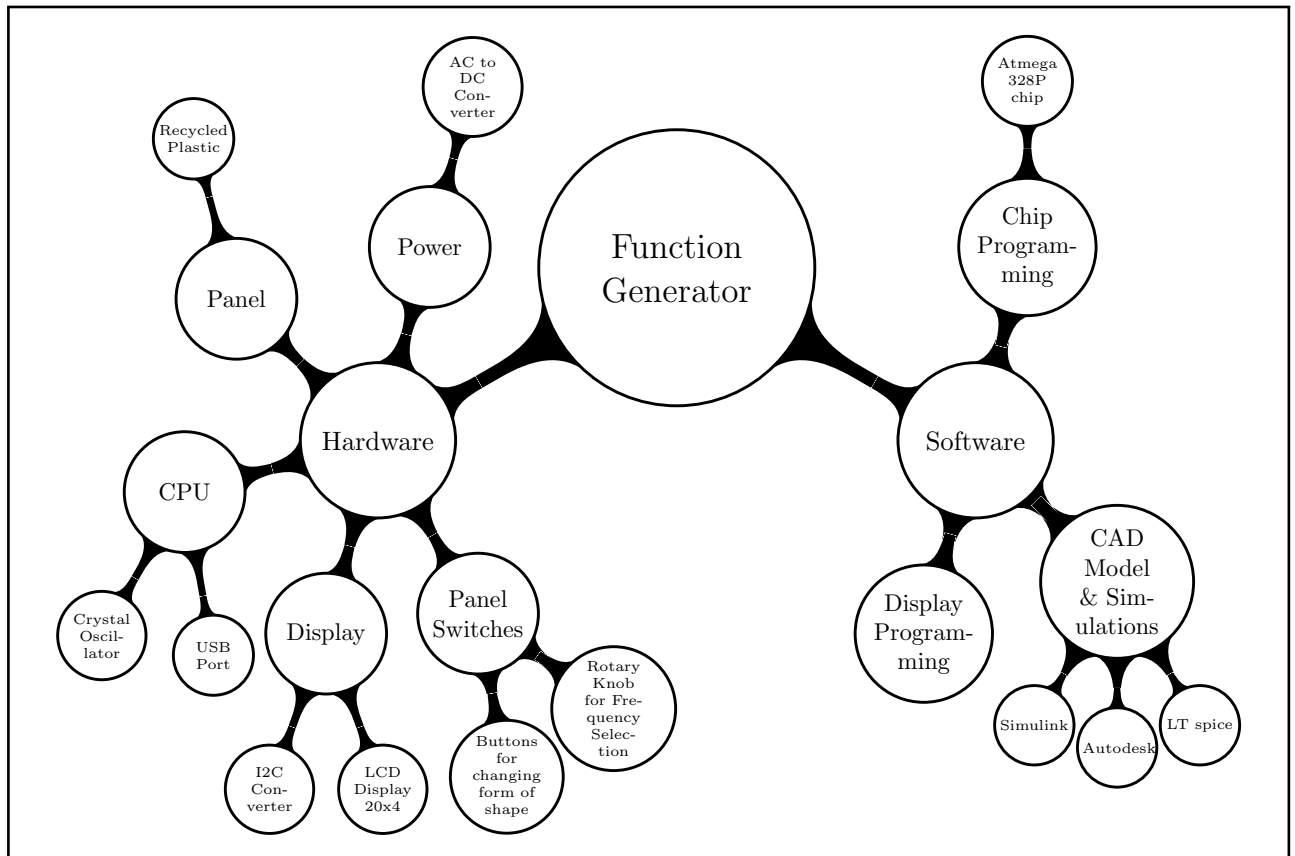 AC to
DC
Con-
verter
Atmega
328P
chip
Recycled
Plastic
Function
Generator
Chip
Program-
ming
Power
Panel
Hardware
Software
CPU
CAD
Model
& Sim-
ulations
Crystal
Oscil-
lator
USB
Port
Display
Panel
Switches
Display
Program-
ming
Rotary
Knob
for Fre-
quency
Selec-
tion
Simulink
Autodesk
LT spice
I2C
Con-
verter
LCD
Display
20x4
Buttons
for
changing
form of
shape